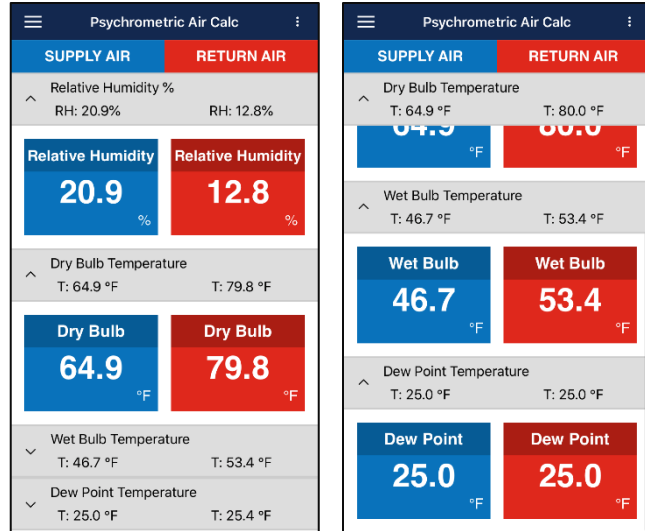 Psychrometric Air Calc
SUPPLY AIR RETURN AIR
Relative Humidity %
RH: 20.9% RH: 12.8%
Relative Humidity Relative Humidity
20.9 12.8
% %
Dry Bulb Temperature
T: 64.9 °F T: 79.8 °F
Dry Bulb Dry Bulb
64.9 79.8
°F °F
Wet Bulb Temperature
T: 46.7 °F T: 53.4 °F
Dew Point Temperature
T: 25.0 °F T: 25.4 °F
Psychrometric Air Calc
SUPPLY AIR RETURN AIR
Dry Bulb Temperature
T: 64.9 °F T: 80.0 °F
64.9 80.0
°F °F
Wet Bulb Temperature
T: 46.7 °F T: 53.4 °F
Wet Bulb Wet Bulb
46.7 53.4
°F °F
Dew Point Temperature
T: 25.0 °F T: 25.0 °F
Dew Point Dew Point
25.0 25.0
°F °F